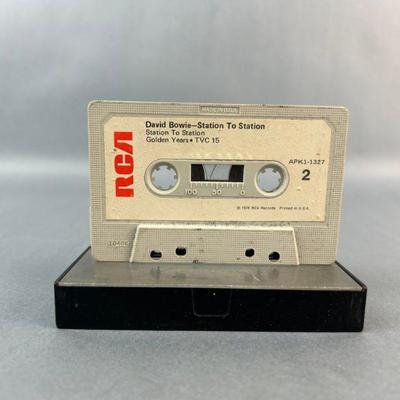 David Bowie—Station To Station
Station To Station
Golden Years • TVC 15
RCA
APK1-1327
2
100 50 0
℗ 1976 RCA Records Printed in U.S.A.